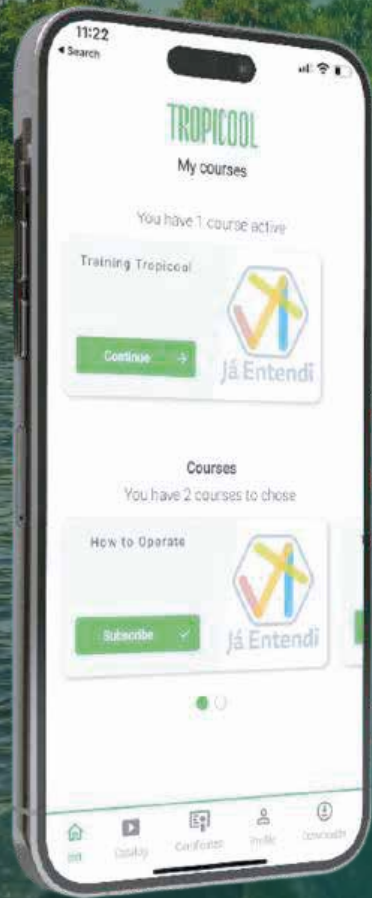 11:22
◀ Search
TROPICOOL
My courses
You have 1 course active
Training Tropicool
Continue →
Já Entendi
Courses
You have 2 courses to chose
How to Operate
Subscribe ✓
Já Entendi
Catalog
Certificates
Profile
Downloads